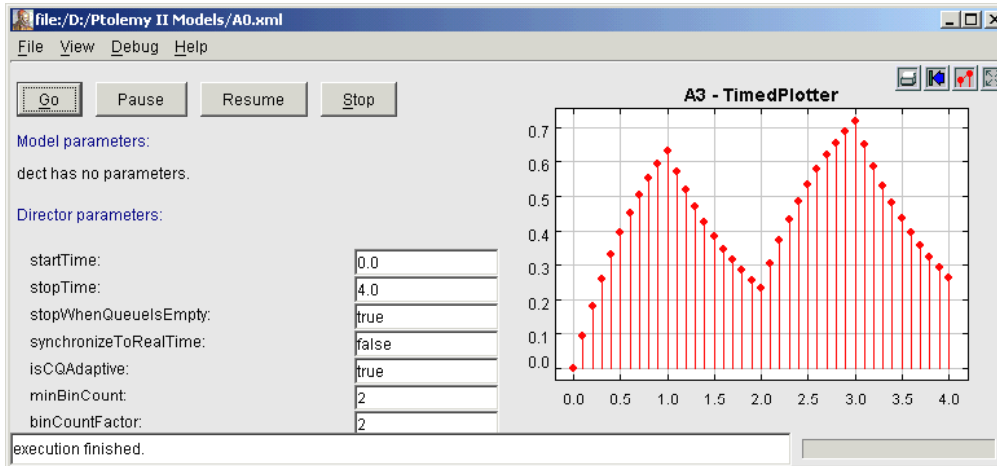 file:/D:/Ptolemy II Models/A0.xml
File View Debug Help
Go Pause Resume Stop
Model parameters:
dect has no parameters.
Director parameters:
startTime: 0.0
stopTime: 4.0
stopWhenQueueIsEmpty: true
synchronizeToRealTime: false
isCQAdaptive: true
minBinCount: 2
binCountFactor: 2
execution finished.
A3 - TimedPlotter
0.7
0.6
0.5
0.4
0.3
0.2
0.1
0.0
0.0 0.5 1.0 1.5 2.0 2.5 3.0 3.5 4.0